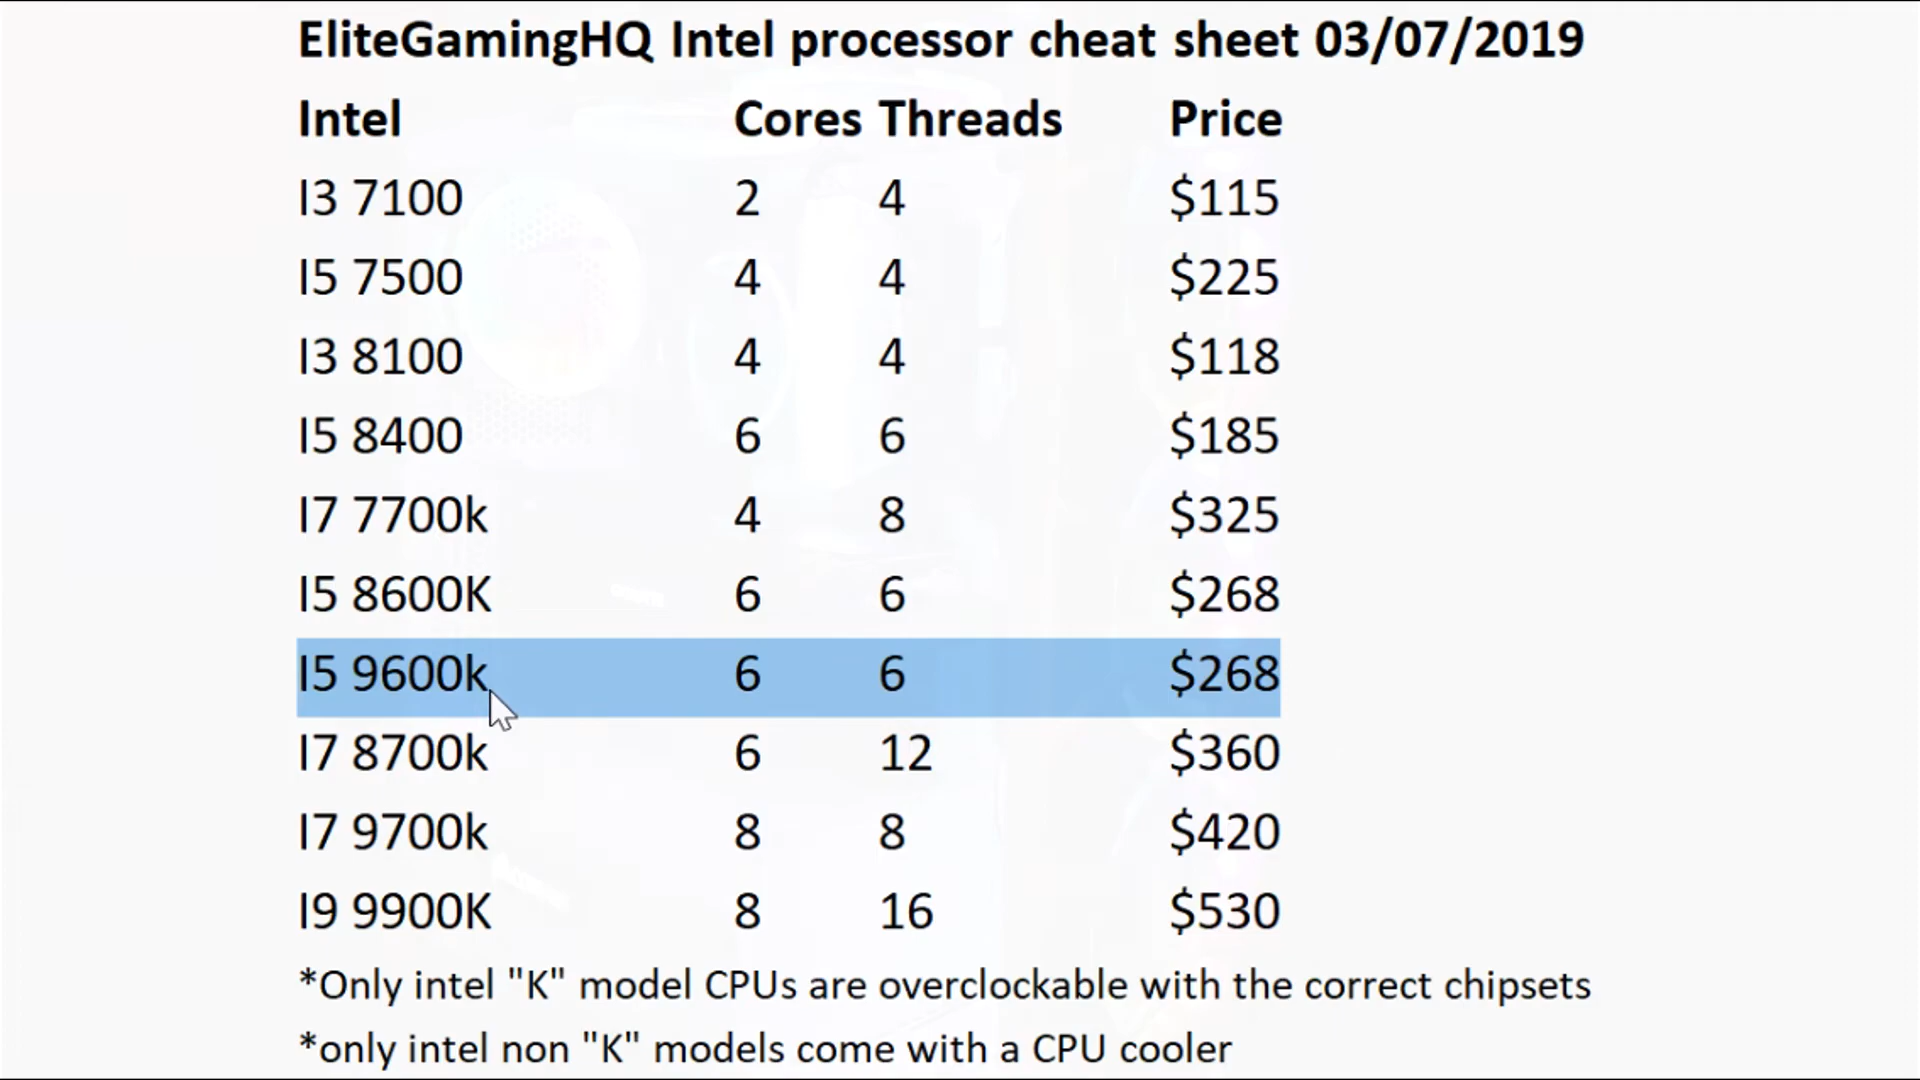 EliteGamingHQ Intel processor cheat sheet 03/07/2019
Intel Cores Threads Price
I3 7100 2 4 $115
I5 7500 4 4 $225
I3 8100 4 4 $118
I5 8400 6 6 $185
I7 7700k 4 8 $325
I5 8600K 6 6 $268
I5 9600k 6 6 $268
I7 8700k 6 12 $360
I7 9700k 8 8 $420
I9 9900K 8 16 $530
*Only intel "K" model CPUs are overclockable with the correct chipsets
*only intel non "K" models come with a CPU cooler